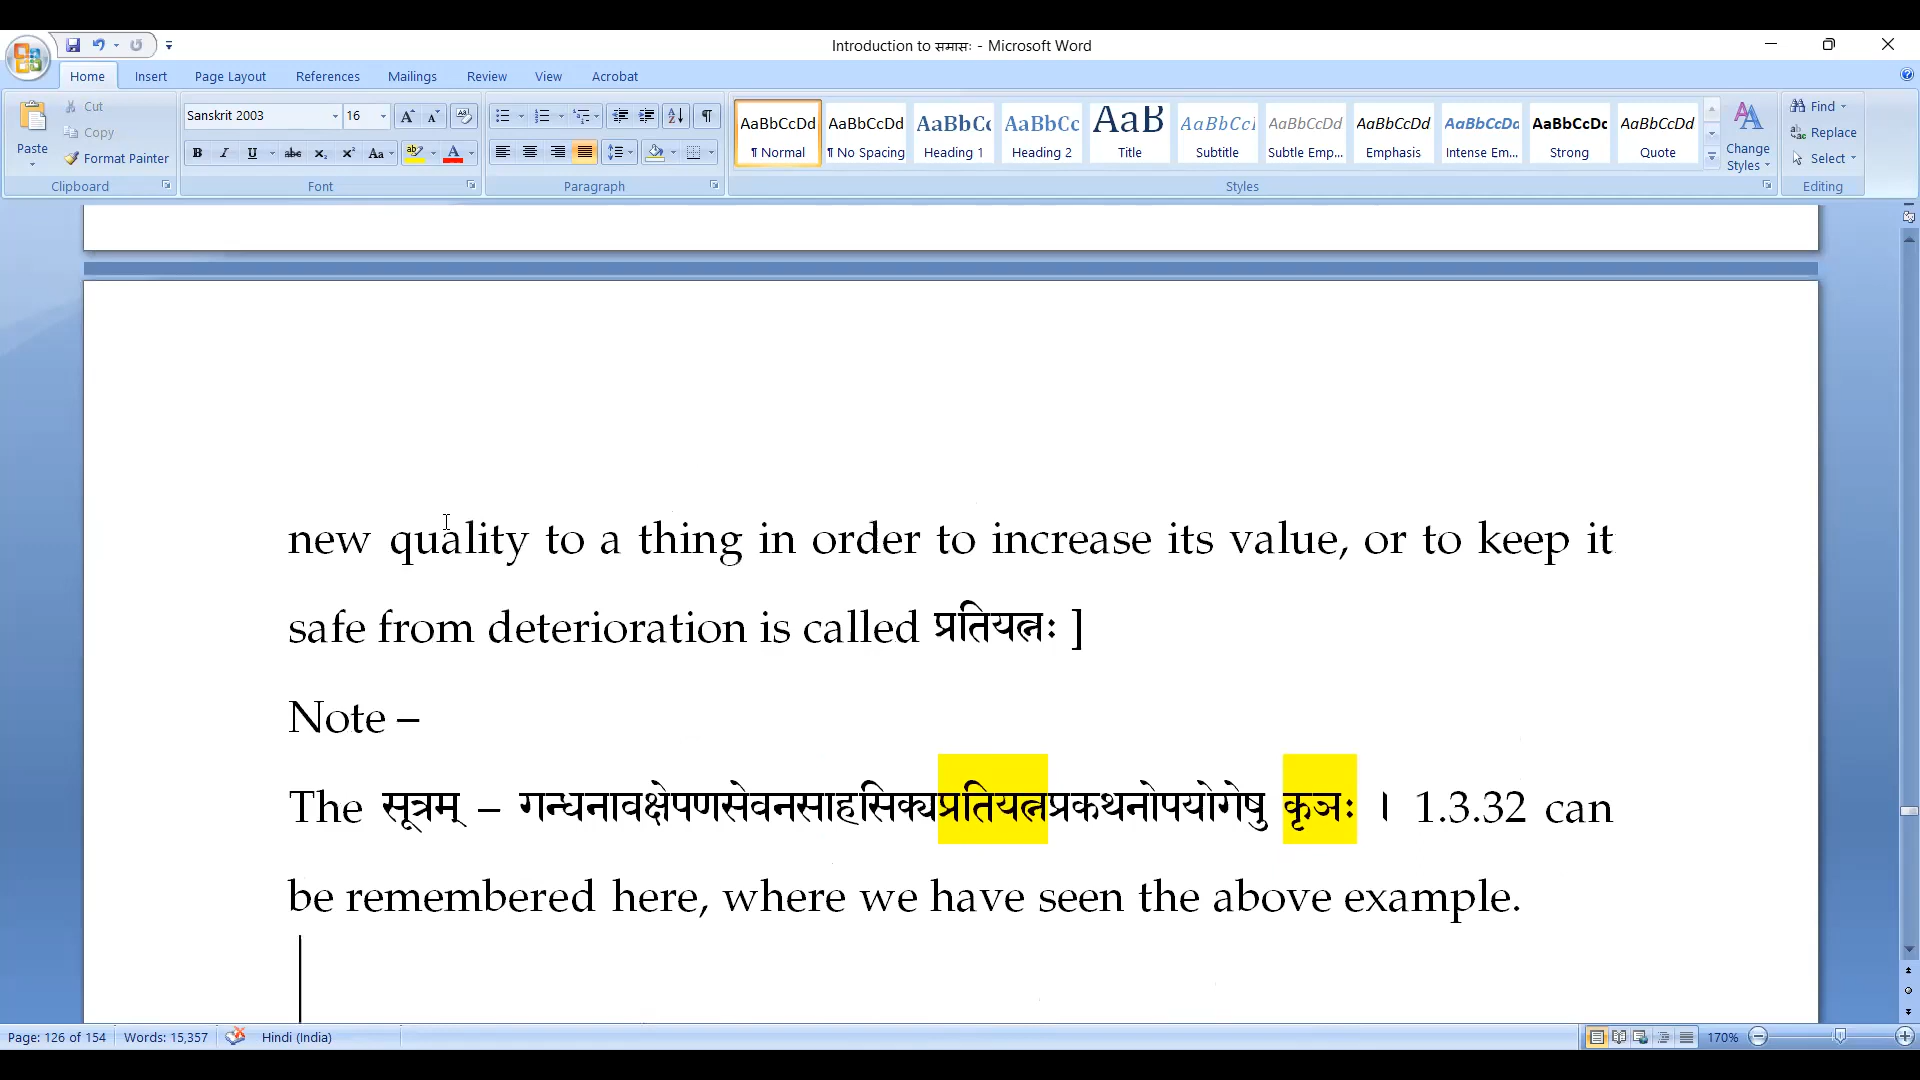 Introduction to समासः - Microsoft Word
Home Insert Page Layout References Mailings Review View Acrobat
Paste
Cut
Copy
Format Painter
Clipboard
Sanskrit 2003 16
Font
Paragraph
AaBbCcDd AaBbCcDd AaBbCc AaBbCc AaB AaBbCcl AaBbCcDd AaBbCcDd AaBbCcDd AaBbCcDc AaBbCcDd
¶ Normal ¶ No Spacing Heading 1 Heading 2 Title Subtitle Subtle Emp... Emphasis Intense Em... Strong Quote
Change Styles
Styles
Find
Replace
Select
Editing
new quality to a thing in order to increase its value, or to keep it
safe from deterioration is called प्रतियत्नः ]
Note –
The सूत्रम् – गन्धनावक्षेपणसेवनसाहसिक्यप्रतियत्नप्रकथनोपयोगेषु कृञः । 1.3.32 can
be remembered here, where we have seen the above example.
Page: 126 of 154 Words: 15,357 Hindi (India) 170%